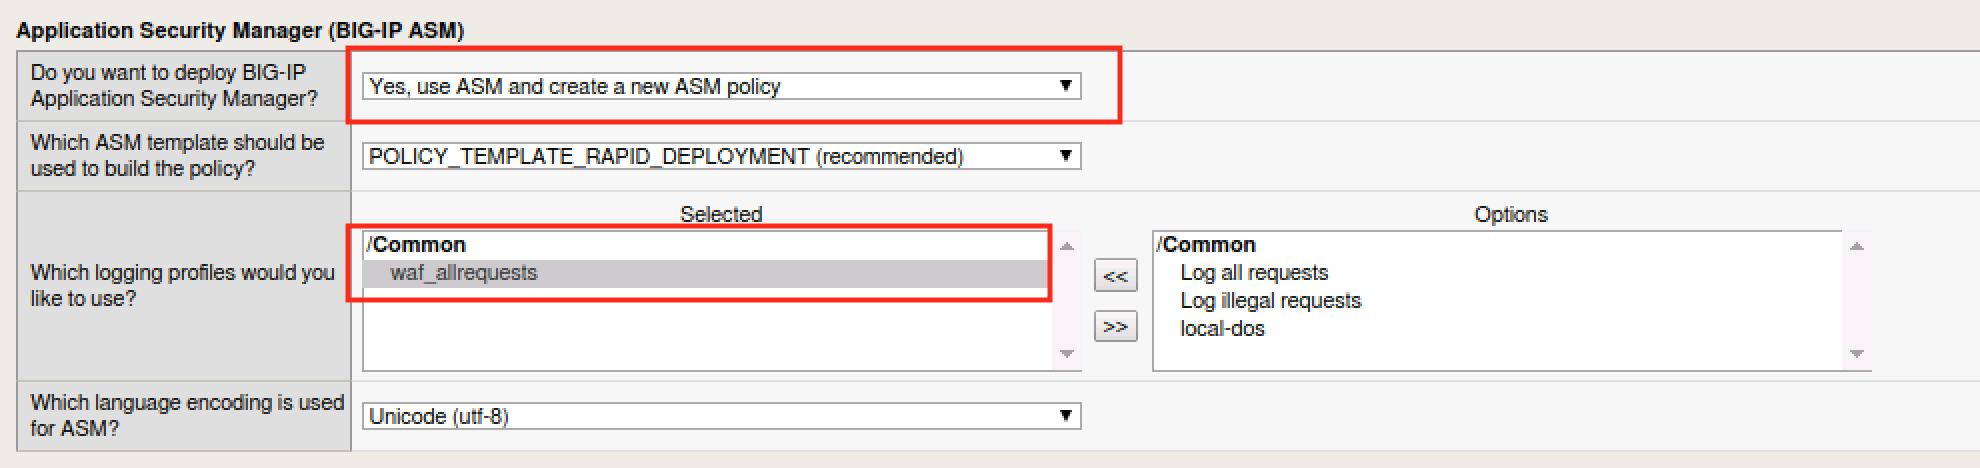 Application Security Manager (BIG-IP ASM)
Do you want to deploy BIG-IP
Application Security Manager?
Yes, use ASM and create a new ASM policy
Which ASM template should be
used to build the policy?
POLICY_TEMPLATE_RAPID_DEPLOYMENT (recommended)
Which logging profiles would you
like to use?
Selected
/Common
waf_allrequests
<<
>>
Options
/Common
Log all requests
Log illegal requests
local-dos
Which language encoding is used
for ASM?
Unicode (utf-8)